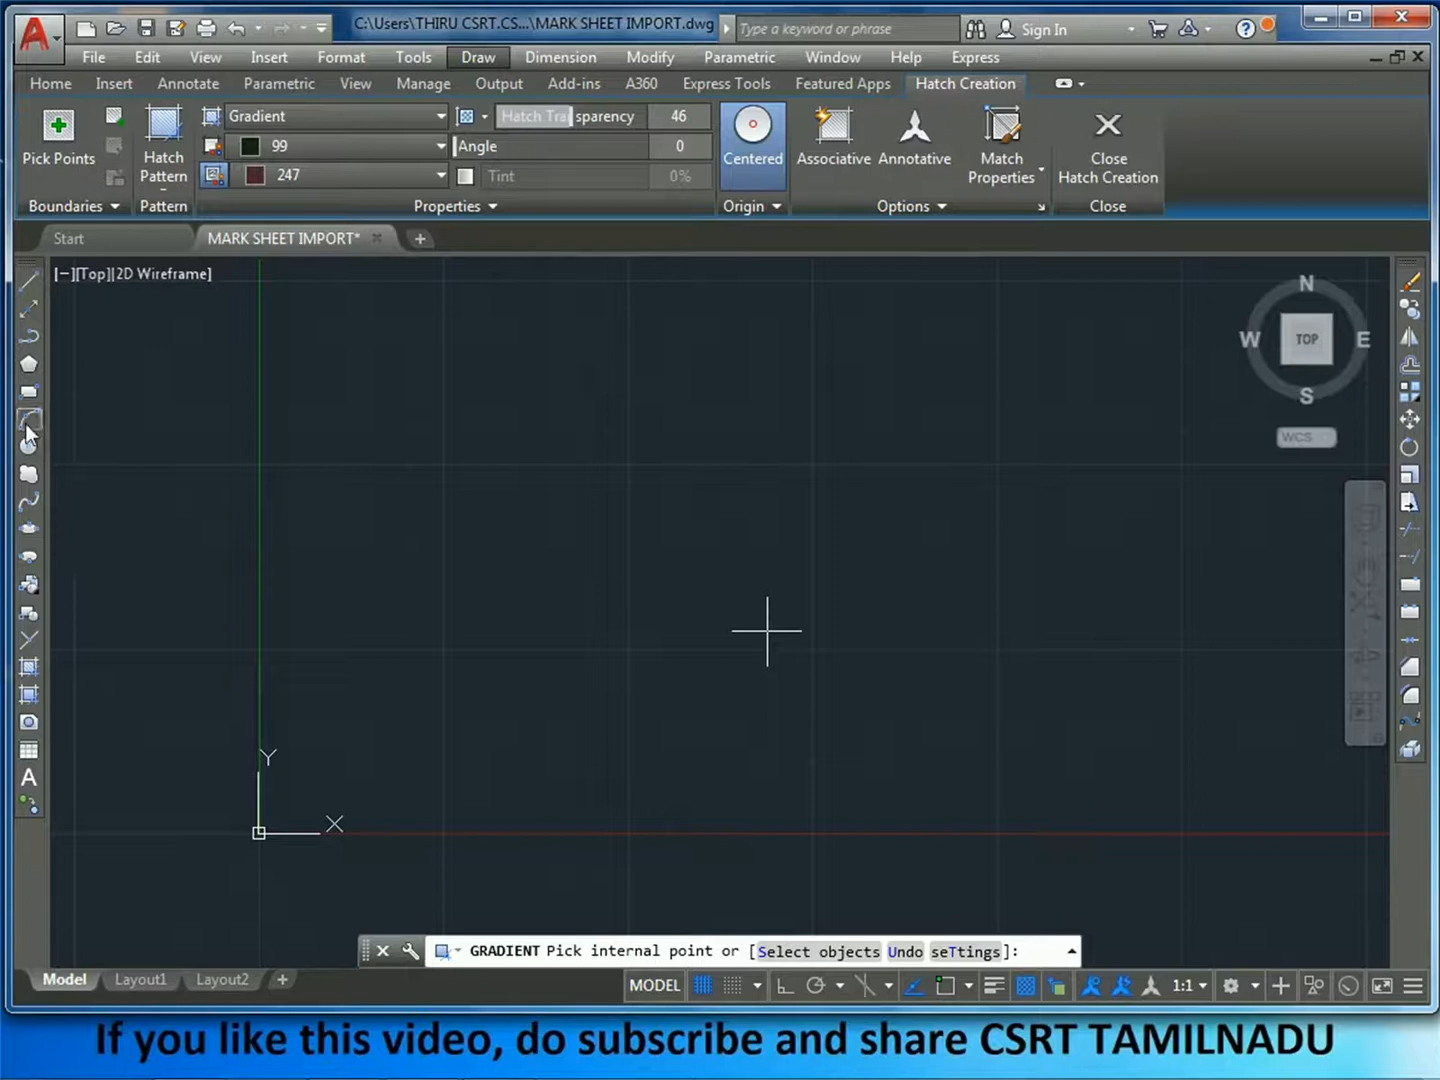 C:\Users\THIRU CSRT.CS...\MARK SHEET IMPORT.dwg
Type a keyword or phrase
Sign In
File Edit View Insert Format Tools Draw Dimension Modify Parametric Window Help Express
Home Insert Annotate Parametric View Manage Output Add-ins A360 Express Tools Featured Apps Hatch Creation
Pick Points
Hatch Pattern
Gradient
99
247
Hatch Transparency 46
Angle 0
Tint 0%
Centered
Associative
Annotative
Match Properties
Close Hatch Creation
Boundaries Pattern Properties Origin Options Close
Start MARK SHEET IMPORT*
[−][Top][2D Wireframe]
N
W TOP E
S
WCS
Y
X
GRADIENT Pick internal point or [Select objects Undo seTtings]:
Model Layout1 Layout2
MODEL 1:1
If you like this video, do subscribe and share CSRT TAMILNADU